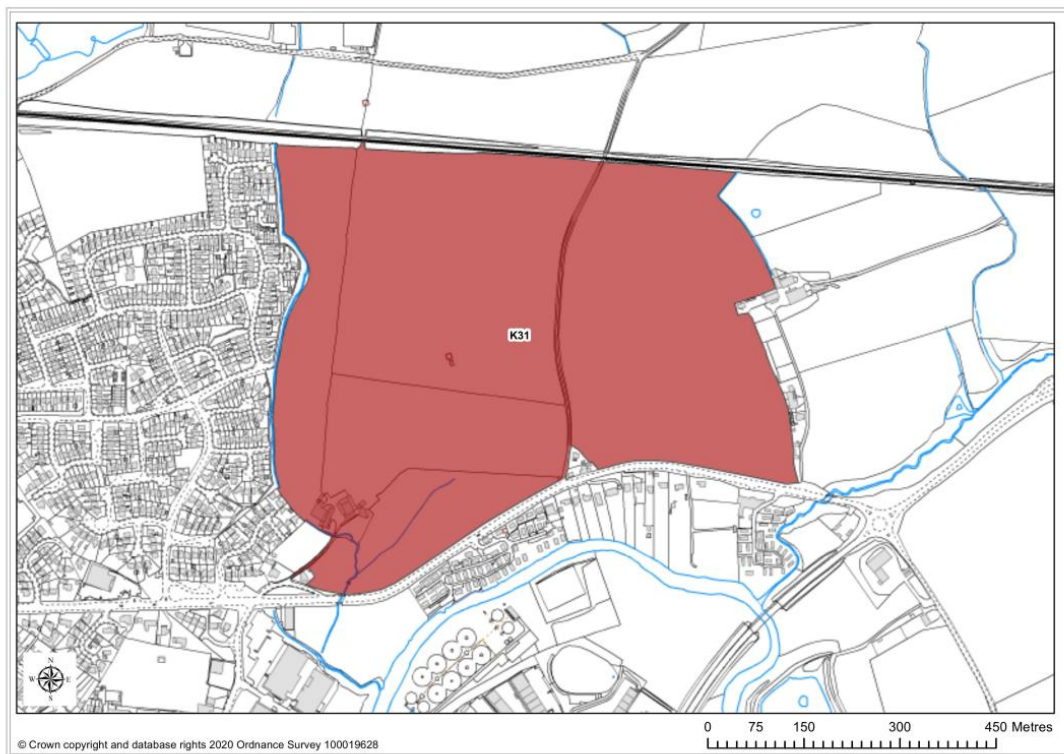 K31
N
W E
S
0 75 150 300 450 Metres
© Crown copyright and database rights 2020 Ordnance Survey 100019628